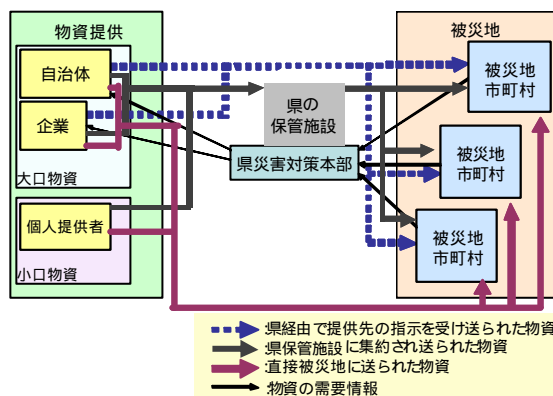 物資提供
自治体
企業
大口物資
個人提供者
小口物資
県の
保管施設
県災害対策本部
被災地
被災地
市町村
被災地
市町村
被災地
市町村
:県経由で提供先の指示を受け送られた物資
:県保管施設に集約され送られた物資
:直接被災地に送られた物資
:物資の需要情報